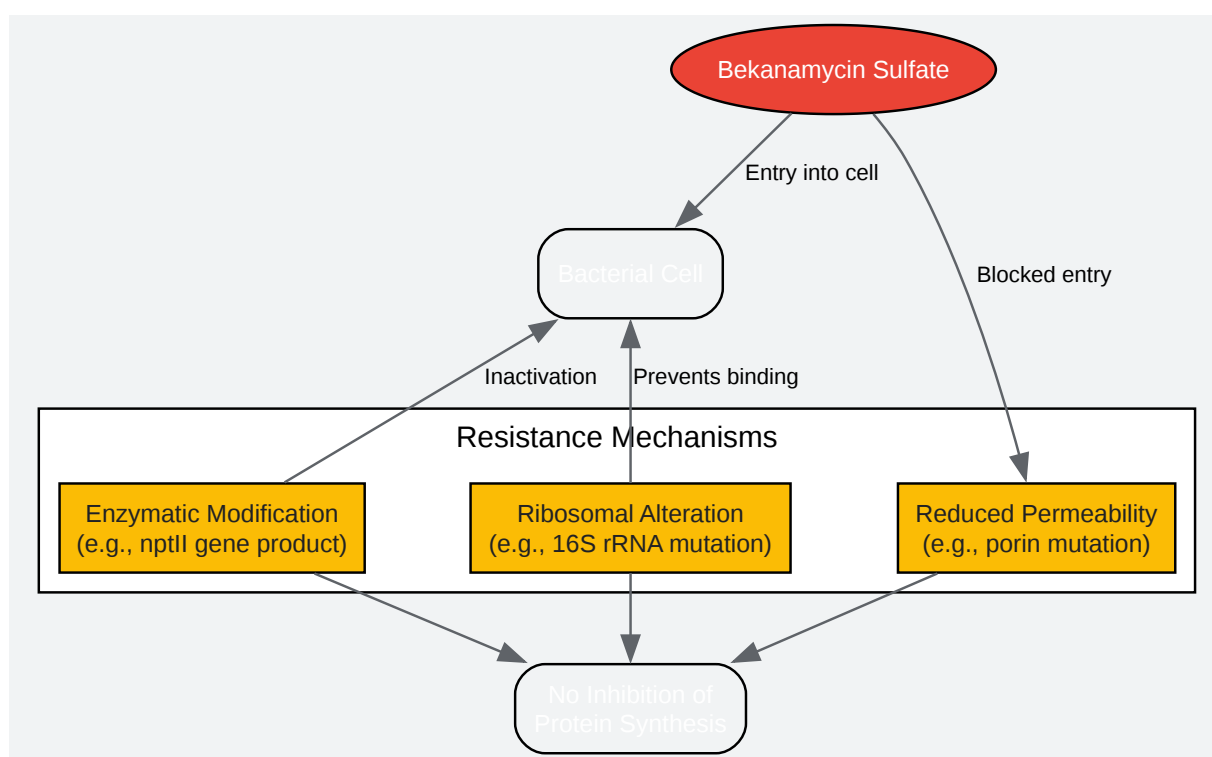 Bekanamycin Sulfate
Entry into cell
Bacterial Cell
Blocked entry
Inactivation
Prevents binding
Resistance Mechanisms
Enzymatic Modification
(e.g., nptII gene product)
Ribosomal Alteration
(e.g., 16S rRNA mutation)
Reduced Permeability
(e.g., porin mutation)
No Inhibition of
Protein Synthesis